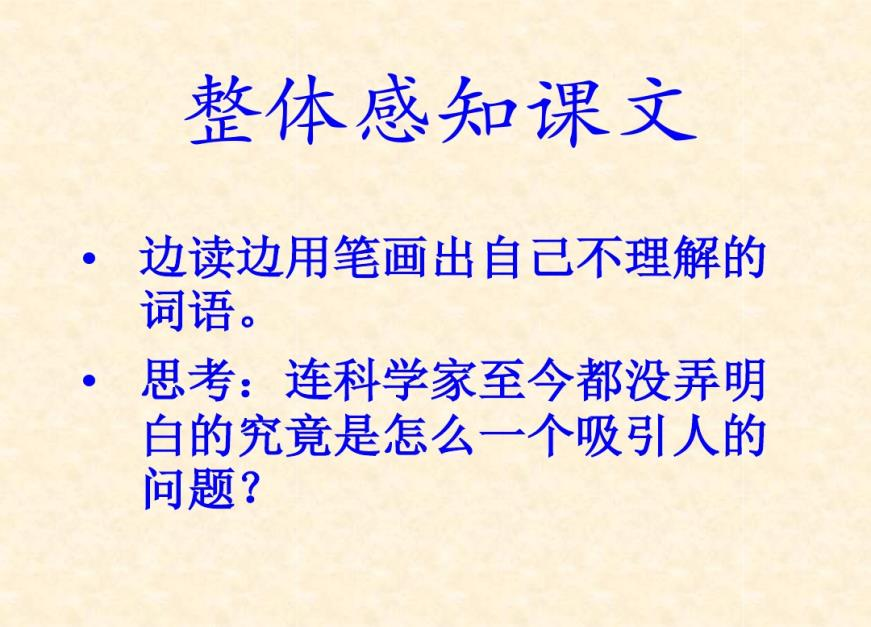 整体感知课文
• 边读边用笔画出自己不理解的
词语。
• 思考：连科学家至今都没弄明
白的究竟是怎么一个吸引人的
问题？